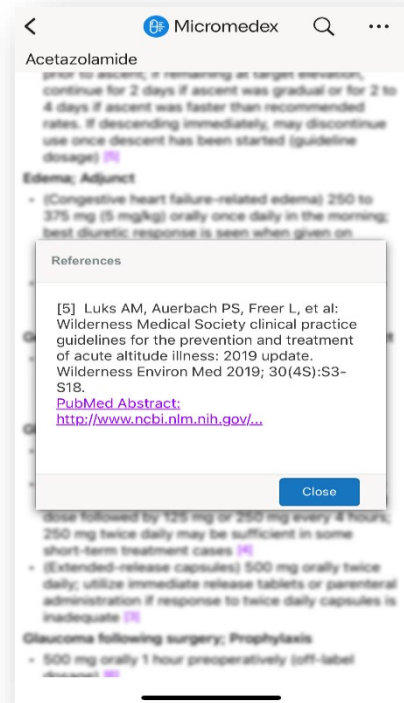 Micromedex
Acetazolamide
prior to ascent; if remaining at target elevation,
continue for 2 days if ascent was gradual or for 2 to
4 days if ascent was faster than recommended
rates. If descending immediately, may discontinue
use once descent has been started (guideline
dosage) [5]
Edema; Adjunct
- (Congestive heart failure-related edema) 250 to
375 mg (5 mg/kg) orally once daily in the morning;
best diuretic response is seen when given on
References
[5] Luks AM, Auerbach PS, Freer L, et al:
Wilderness Medical Society clinical practice
guidelines for the prevention and treatment
of acute altitude illness: 2019 update.
Wilderness Environ Med 2019; 30(4S):S3-
S18.
PubMed Abstract:
http://www.ncbi.nlm.nih.gov/...
Close
dose followed by 125 mg or 250 mg every 4 hours;
250 mg twice daily may be sufficient in some
short-term treatment cases [4]
- (Extended-release capsules) 500 mg orally twice
daily; utilize immediate release tablets or parenteral
administration if response to twice daily capsules is
inadequate [3]
Glaucoma following surgery; Prophylaxis
- 500 mg orally 1 hour preoperatively (off-label
dosage)